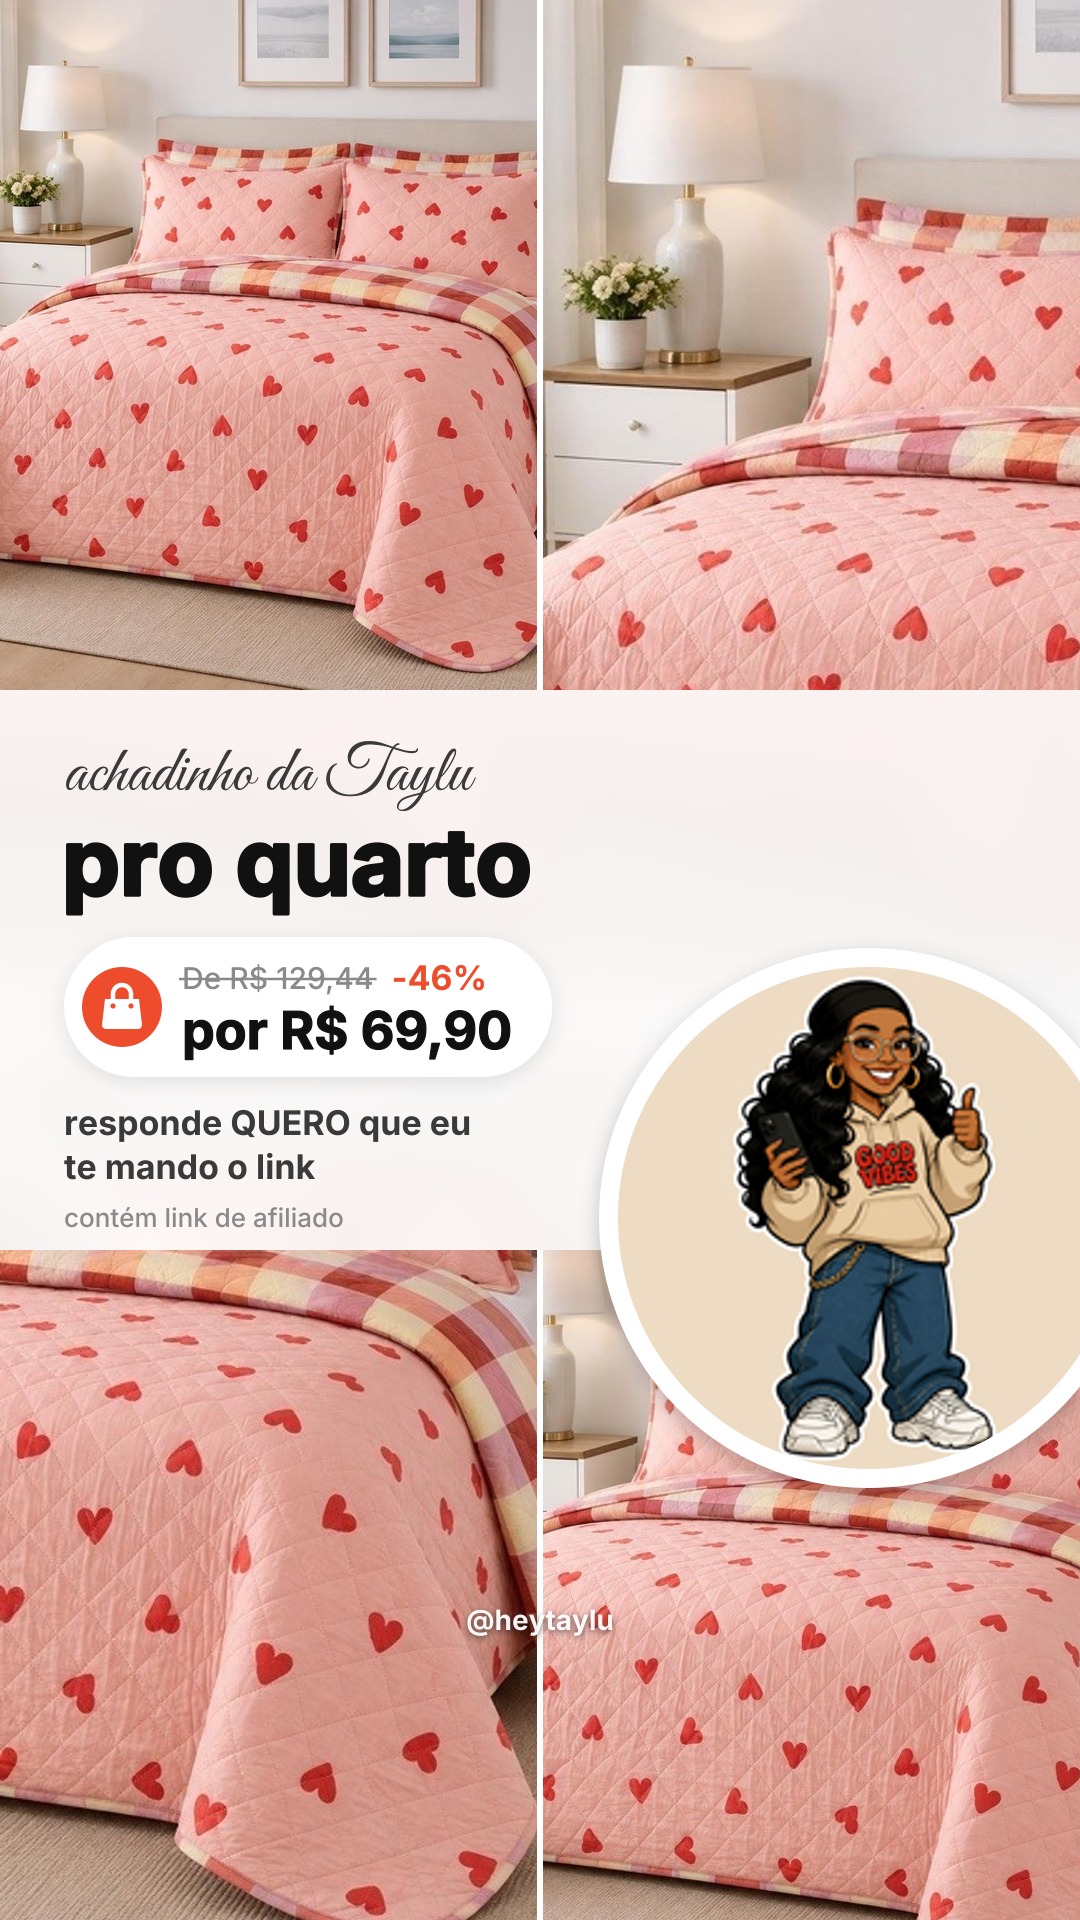 achadinho da Taylu
pro quarto
De R$ 129,44 -46%
por R$ 69,90
responde QUERO que eu
te mando o link
contém link de afiliado
GOOD
VIBES
@heytaylu